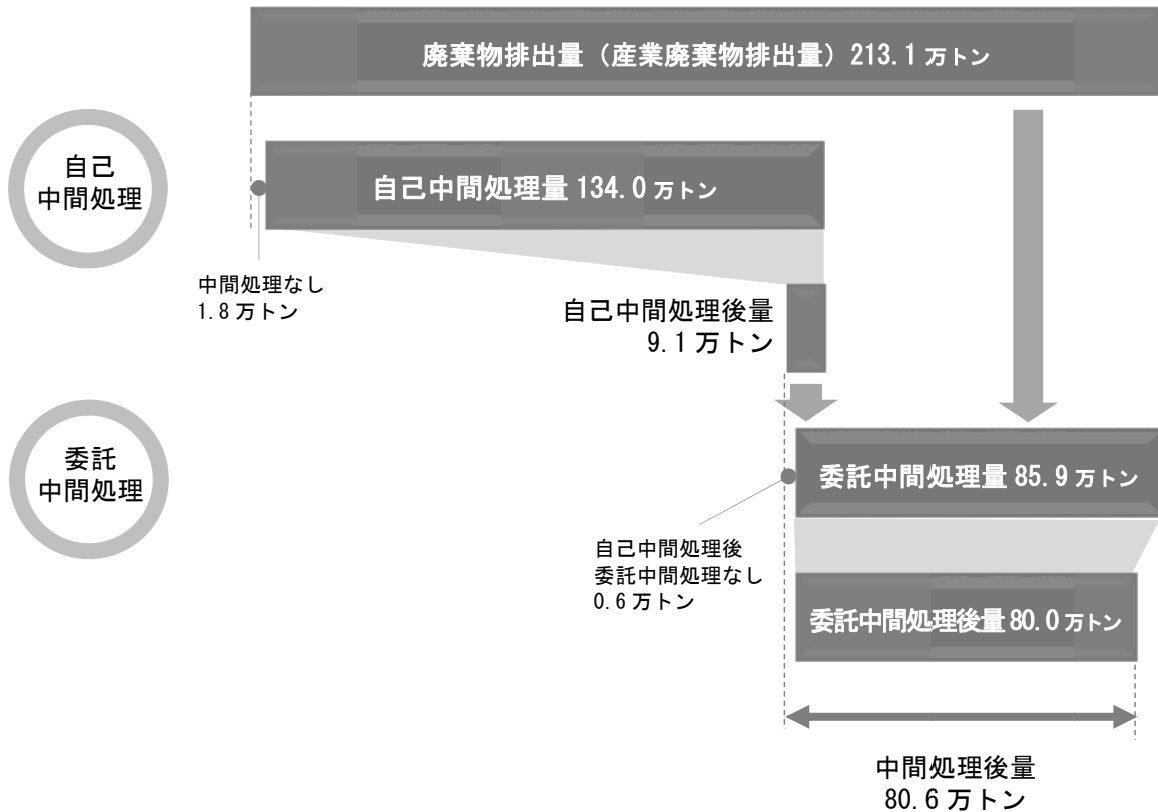 廃棄物排出量（産業廃棄物排出量）213.1 万トン
自己
中間処理
自己中間処理量 134.0 万トン
中間処理なし
1.8 万トン
自己中間処理後量
9.1 万トン
委託
中間処理
委託中間処理量 85.9 万トン
自己中間処理後
委託中間処理なし
0.6 万トン
委託中間処理後量 80.0 万トン
中間処理後量
80.6 万トン